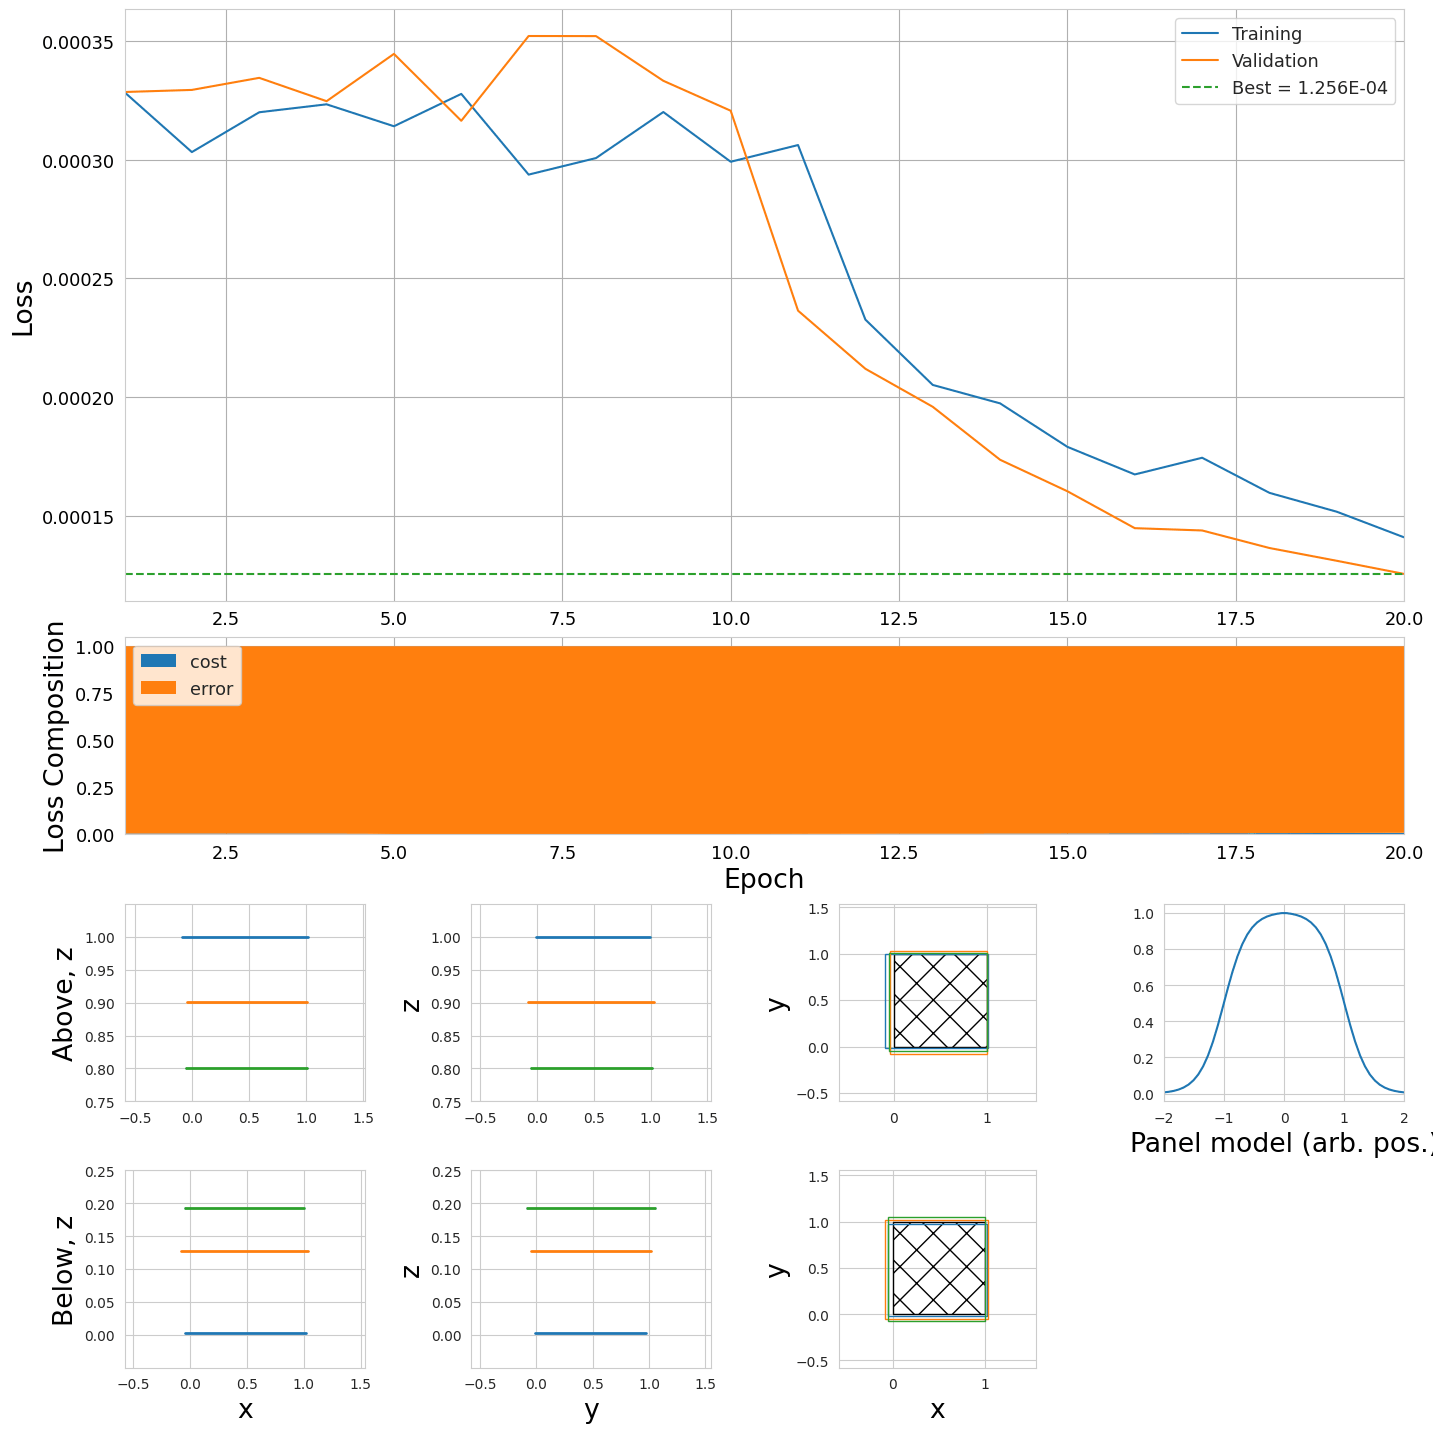 0.00035
0.00030
0.00025
0.00020
0.00015
Loss
Training
Validation
Best = 1.256E-04
2.5 5.0 7.5 10.0 12.5 15.0 17.5 20.0
1.00
0.75
0.50
0.25
0.00
Loss Composition
cost
error
2.5 5.0 7.5 10.0 12.5 15.0 17.5 20.0
Epoch
Above, z
1.00
0.95
0.90
0.85
0.80
0.75
−0.5 0.0 0.5 1.0 1.5
z
1.00
0.95
0.90
0.85
0.80
0.75
−0.5 0.0 0.5 1.0 1.5
y
1.5
1.0
0.5
0.0
−0.5
0 1
1.0
0.8
0.6
0.4
0.2
0.0
−2 −1 0 1 2
Panel model (arb. pos.)
Below, z
0.25
0.20
0.15
0.10
0.05
0.00
−0.5 0.0 0.5 1.0 1.5
x
z
0.25
0.20
0.15
0.10
0.05
0.00
−0.5 0.0 0.5 1.0 1.5
y
y
1.5
1.0
0.5
0.0
−0.5
0 1
x